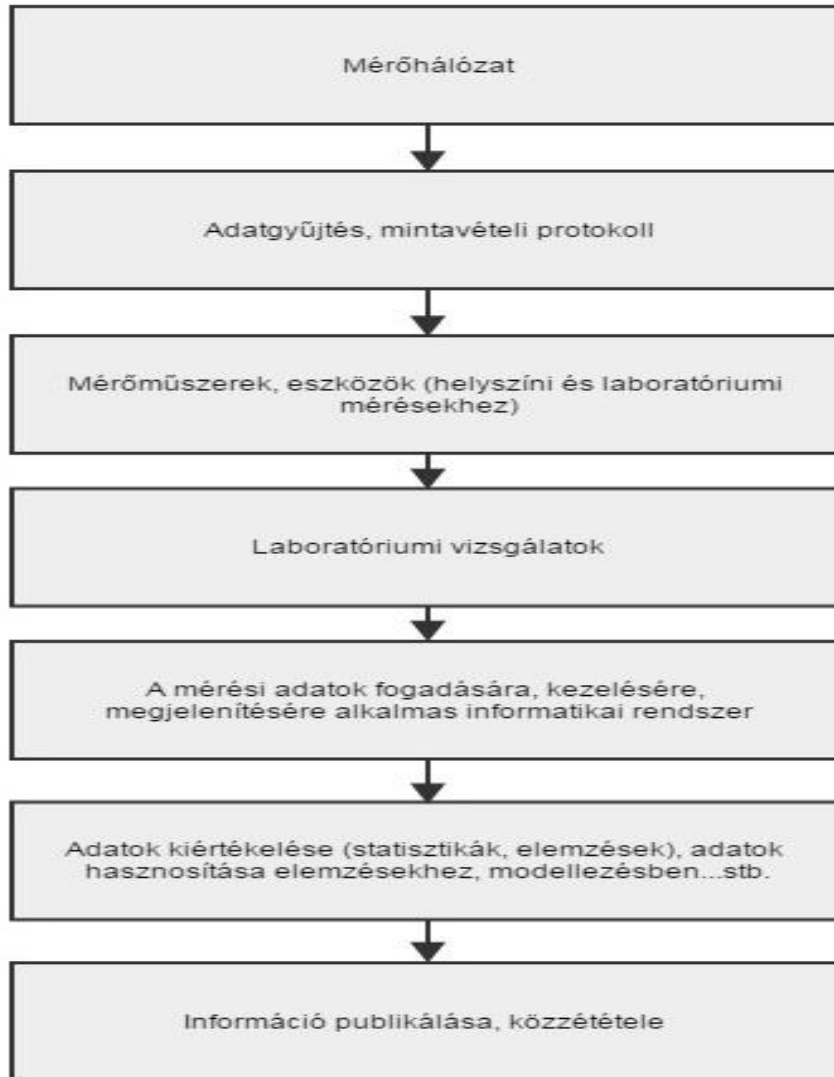 Mérőhálózat
Adatgyűjtés, mintavételi protokoll
Mérőműszerek, eszközök (helyszíni és laboratóriumi
mérésekhez)
Laboratóriumi vizsgálatok
A mérési adatok fogadására, kezelésére,
megjelenítésére alkalmas informatikai rendszer
Adatok kiértékelése (statisztikák, elemzések), adatok
hasznosítása elemzésekhez, modellezésben...stb.
Információ publikálása, közzététele